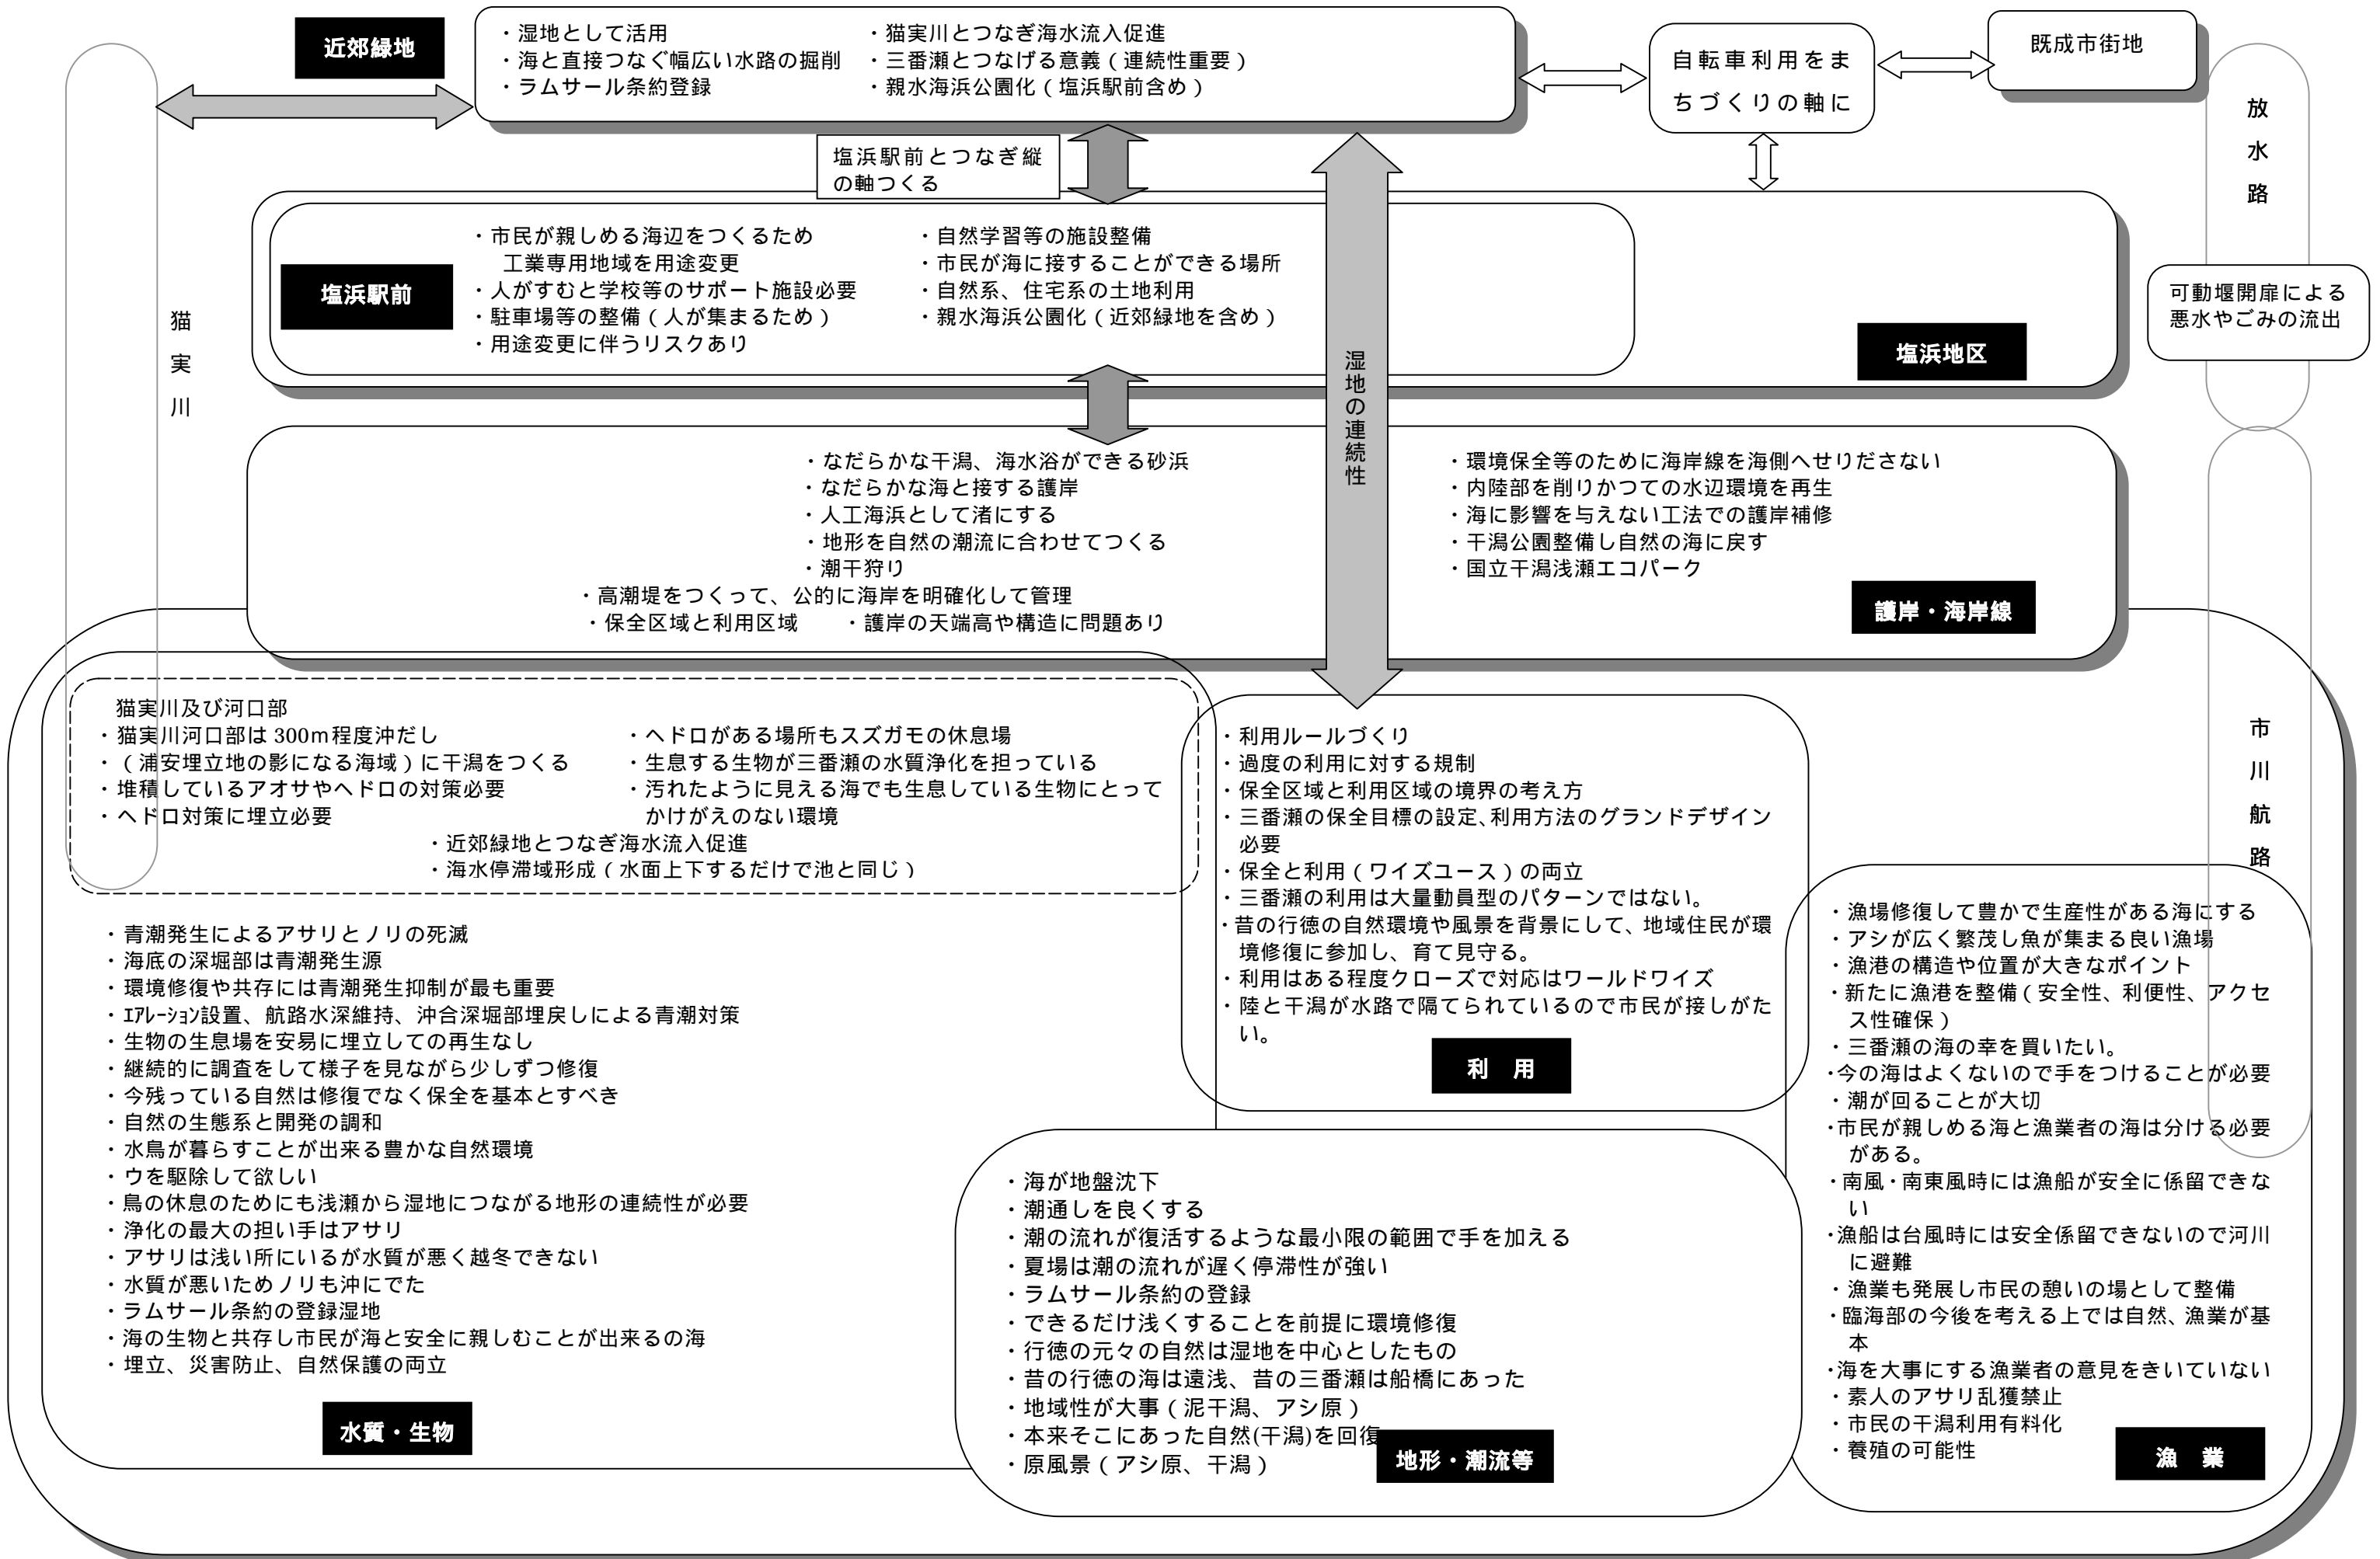 近郊緑地
・湿地として活用
・海と直接つなぐ幅広い水路の掘削
・ラムサール条約登録
・猫実川とつなぎ海水流入促進
・三番瀬とつなげる意義（連続性重要）
・親水海浜公園化（塩浜駅前含め）
自転車利用をま
ちづくりの軸に
既成市街地
放水路
塩浜駅前とつなぎ縦
の軸つくる
猫実川
塩浜駅前
・市民が親しめる海辺をつくるため
工業専用地域を用途変更
・人がすむと学校等のサポート施設必要
・駐車場等の整備（人が集まるため）
・用途変更に伴うリスクあり
・自然学習等の施設整備
・市民が海に接することができる場所
・自然系、住宅系の土地利用
・親水海浜公園化（近郊緑地を含め）
塩浜地区
可動堰開扉による
悪水やごみの流出
湿地の連続性
・なだらかな干潟、海水浴ができる砂浜
・なだらかな海と接する護岸
・人工海浜として渚にする
・地形を自然の潮流に合わせてつくる
・潮干狩り
・高潮堤をつくって、公的に海岸を明確化して管理
・保全区域と利用区域　・護岸の天端高や構造に問題あり
・環境保全等のために海岸線を海側へせりださない
・内陸部を削りかつての水辺環境を再生
・海に影響を与えない工法での護岸補修
・干潟公園整備し自然の海に戻す
・国立干潟浅瀬エコパーク
護岸・海岸線
猫実川及び河口部
・猫実川河口部は300m程度沖だし
・（浦安埋立地の影になる海域）に干潟をつくる
・堆積しているアオサやヘドロの対策必要
・ヘドロ対策に埋立必要
・ヘドロがある場所もスズガモの休息場
・生息する生物が三番瀬の水質浄化を担っている
・汚れたように見える海でも生息している生物にとって
かけがえのない環境
・近郊緑地とつなぎ海水流入促進
・海水停滞域形成（水面上下するだけで池と同じ）
・青潮発生によるアサリとノリの死滅
・海底の深堀部は青潮発生源
・環境修復や共存には青潮発生抑制が最も重要
・ｴｱﾚｰｼｮﾝ設置、航路水深維持、沖合深堀部埋戻しによる青潮対策
・生物の生息場を安易に埋立しての再生なし
・継続的に調査をして様子を見ながら少しずつ修復
・今残っている自然は修復でなく保全を基本とすべき
・自然の生態系と開発の調和
・水鳥が暮らすことが出来る豊かな自然環境
・ウを駆除して欲しい
・鳥の休息のためにも浅瀬から湿地につながる地形の連続性が必要
・浄化の最大の担い手はアサリ
・アサリは浅い所にいるが水質が悪く越冬できない
・水質が悪いためノリも沖にでた
・ラムサール条約の登録湿地
・海の生物と共存し市民が海と安全に親しむことが出来るの海
・埋立、災害防止、自然保護の両立
水質・生物
・利用ルールづくり
・過度の利用に対する規制
・保全区域と利用区域の境界の考え方
・三番瀬の保全目標の設定、利用方法のグランドデザイン
必要
・保全と利用（ワイズユース）の両立
・三番瀬の利用は大量動員型のパターンではない。
・昔の行徳の自然環境や風景を背景にして、地域住民が環
境修復に参加し、育て見守る。
・利用はある程度クローズで対応はワールドワイズ
・陸と干潟が水路で隔てられているので市民が接しがた
い。
利　用
・海が地盤沈下
・潮通しを良くする
・潮の流れが復活するような最小限の範囲で手を加える
・夏場は潮の流れが遅く停滞性が強い
・ラムサール条約の登録
・できるだけ浅くすることを前提に環境修復
・行徳の元々の自然は湿地を中心としたもの
・昔の行徳の海は遠浅、昔の三番瀬は船橋にあった
・地域性が大事（泥干潟、アシ原）
・本来そこにあった自然(干潟)を回復
・原風景（アシ原、干潟）
地形・潮流等
市川航路
・漁場修復して豊かで生産性がある海にする
・アシが広く繁茂し魚が集まる良い漁場
・漁港の構造や位置が大きなポイント
・新たに漁港を整備（安全性、利便性、アクセ
ス性確保）
・三番瀬の海の幸を買いたい。
・今の海はよくないので手をつけることが必要
・潮が回ることが大切
・市民が親しめる海と漁業者の海は分ける必要
がある。
・南風・南東風時には漁船が安全に係留できな
い
・漁船は台風時には安全係留できないので河川
に避難
・漁業も発展し市民の憩いの場として整備
・臨海部の今後を考える上では自然、漁業が基
本
・海を大事にする漁業者の意見をきいていない
・素人のアサリ乱獲禁止
・市民の干潟利用有料化
・養殖の可能性
漁　業